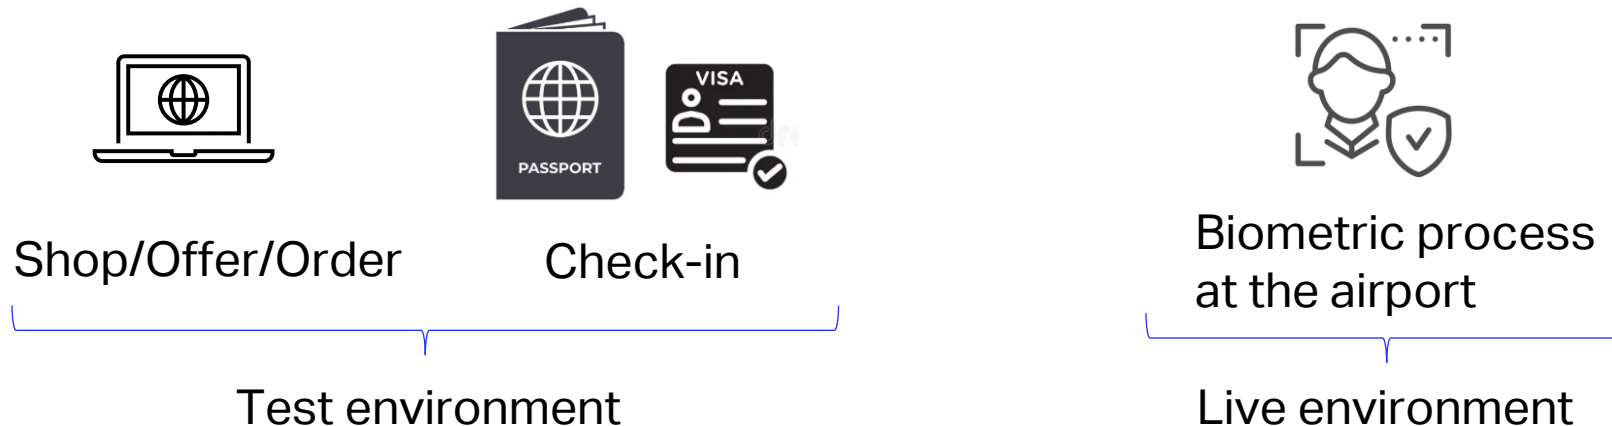 VISA
PASSPORT
Shop/Offer/Order
Check-in
Biometric process
at the airport
Test environment
Live environment